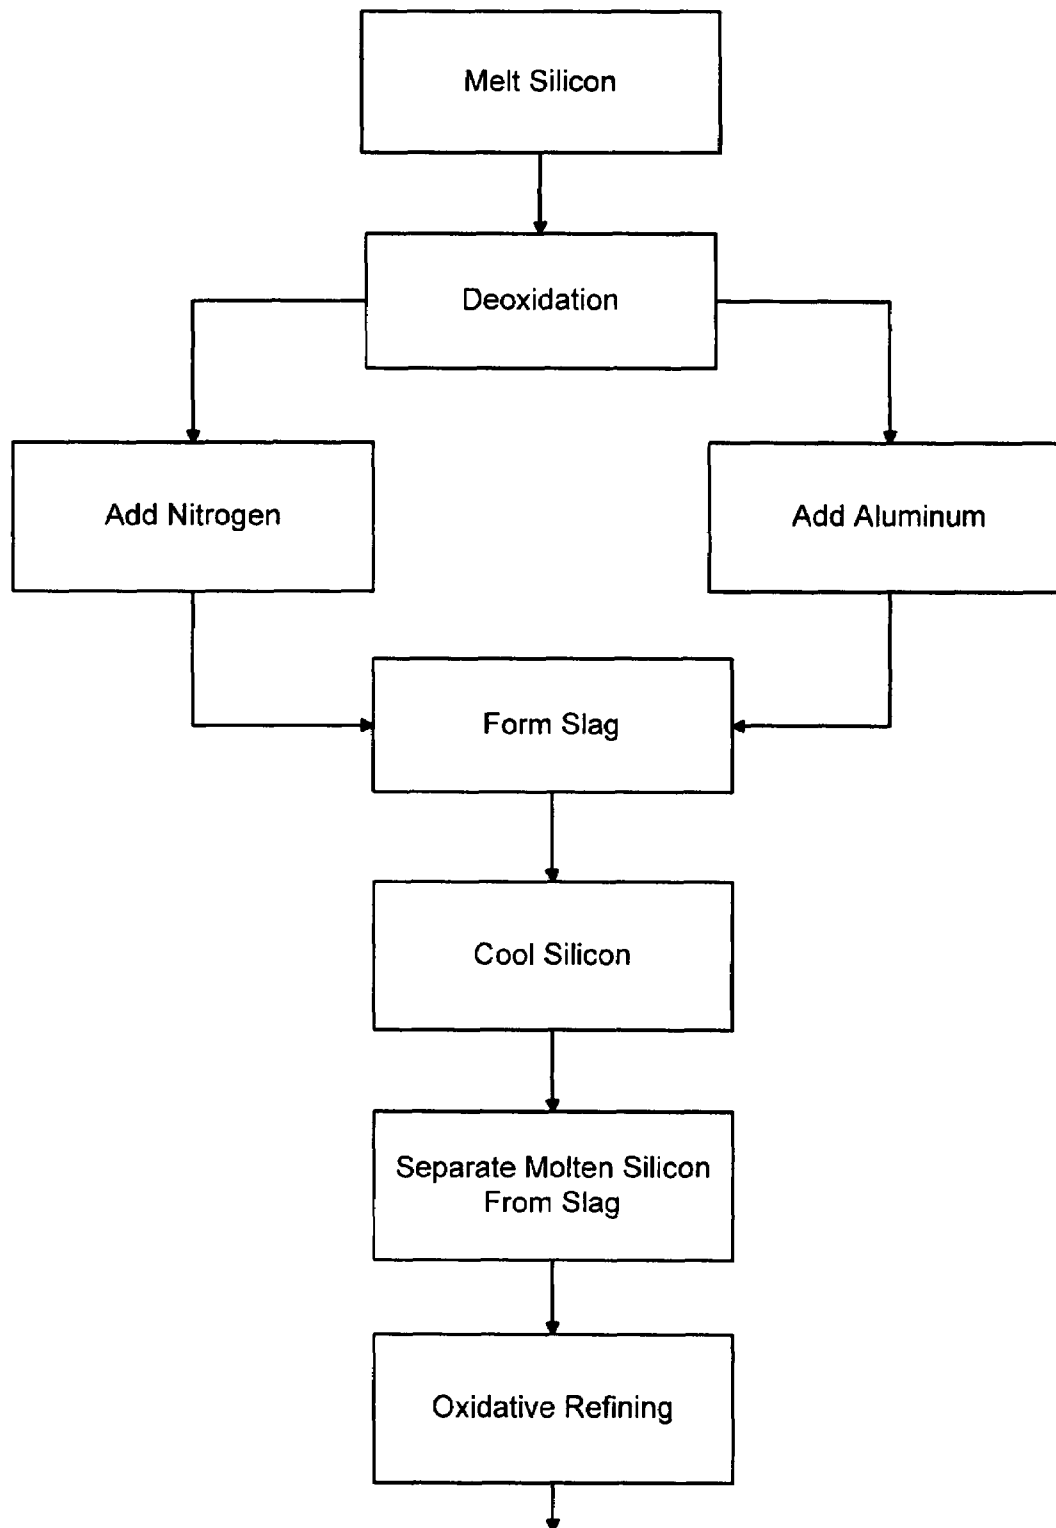 Melt Silicon
Deoxidation
Add Nitrogen
Add Aluminum
Form Slag
Cool Silicon
Separate Molten Silicon
From Slag
Oxidative Refining